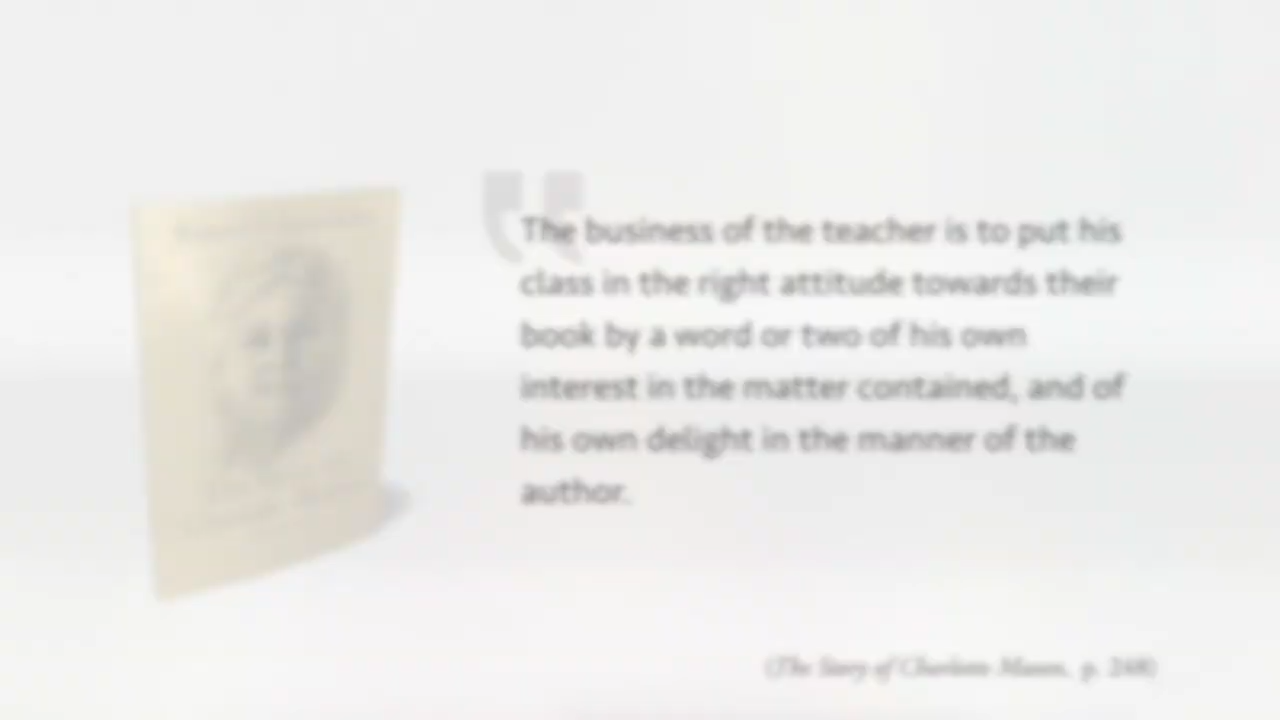 The business of the teacher is to put his
class in the right attitude towards their
book by a word or two of his own
interest in the matter contained, and of
his own delight in the manner of the
author.
(The Story of Charlotte Mason, p. 248)